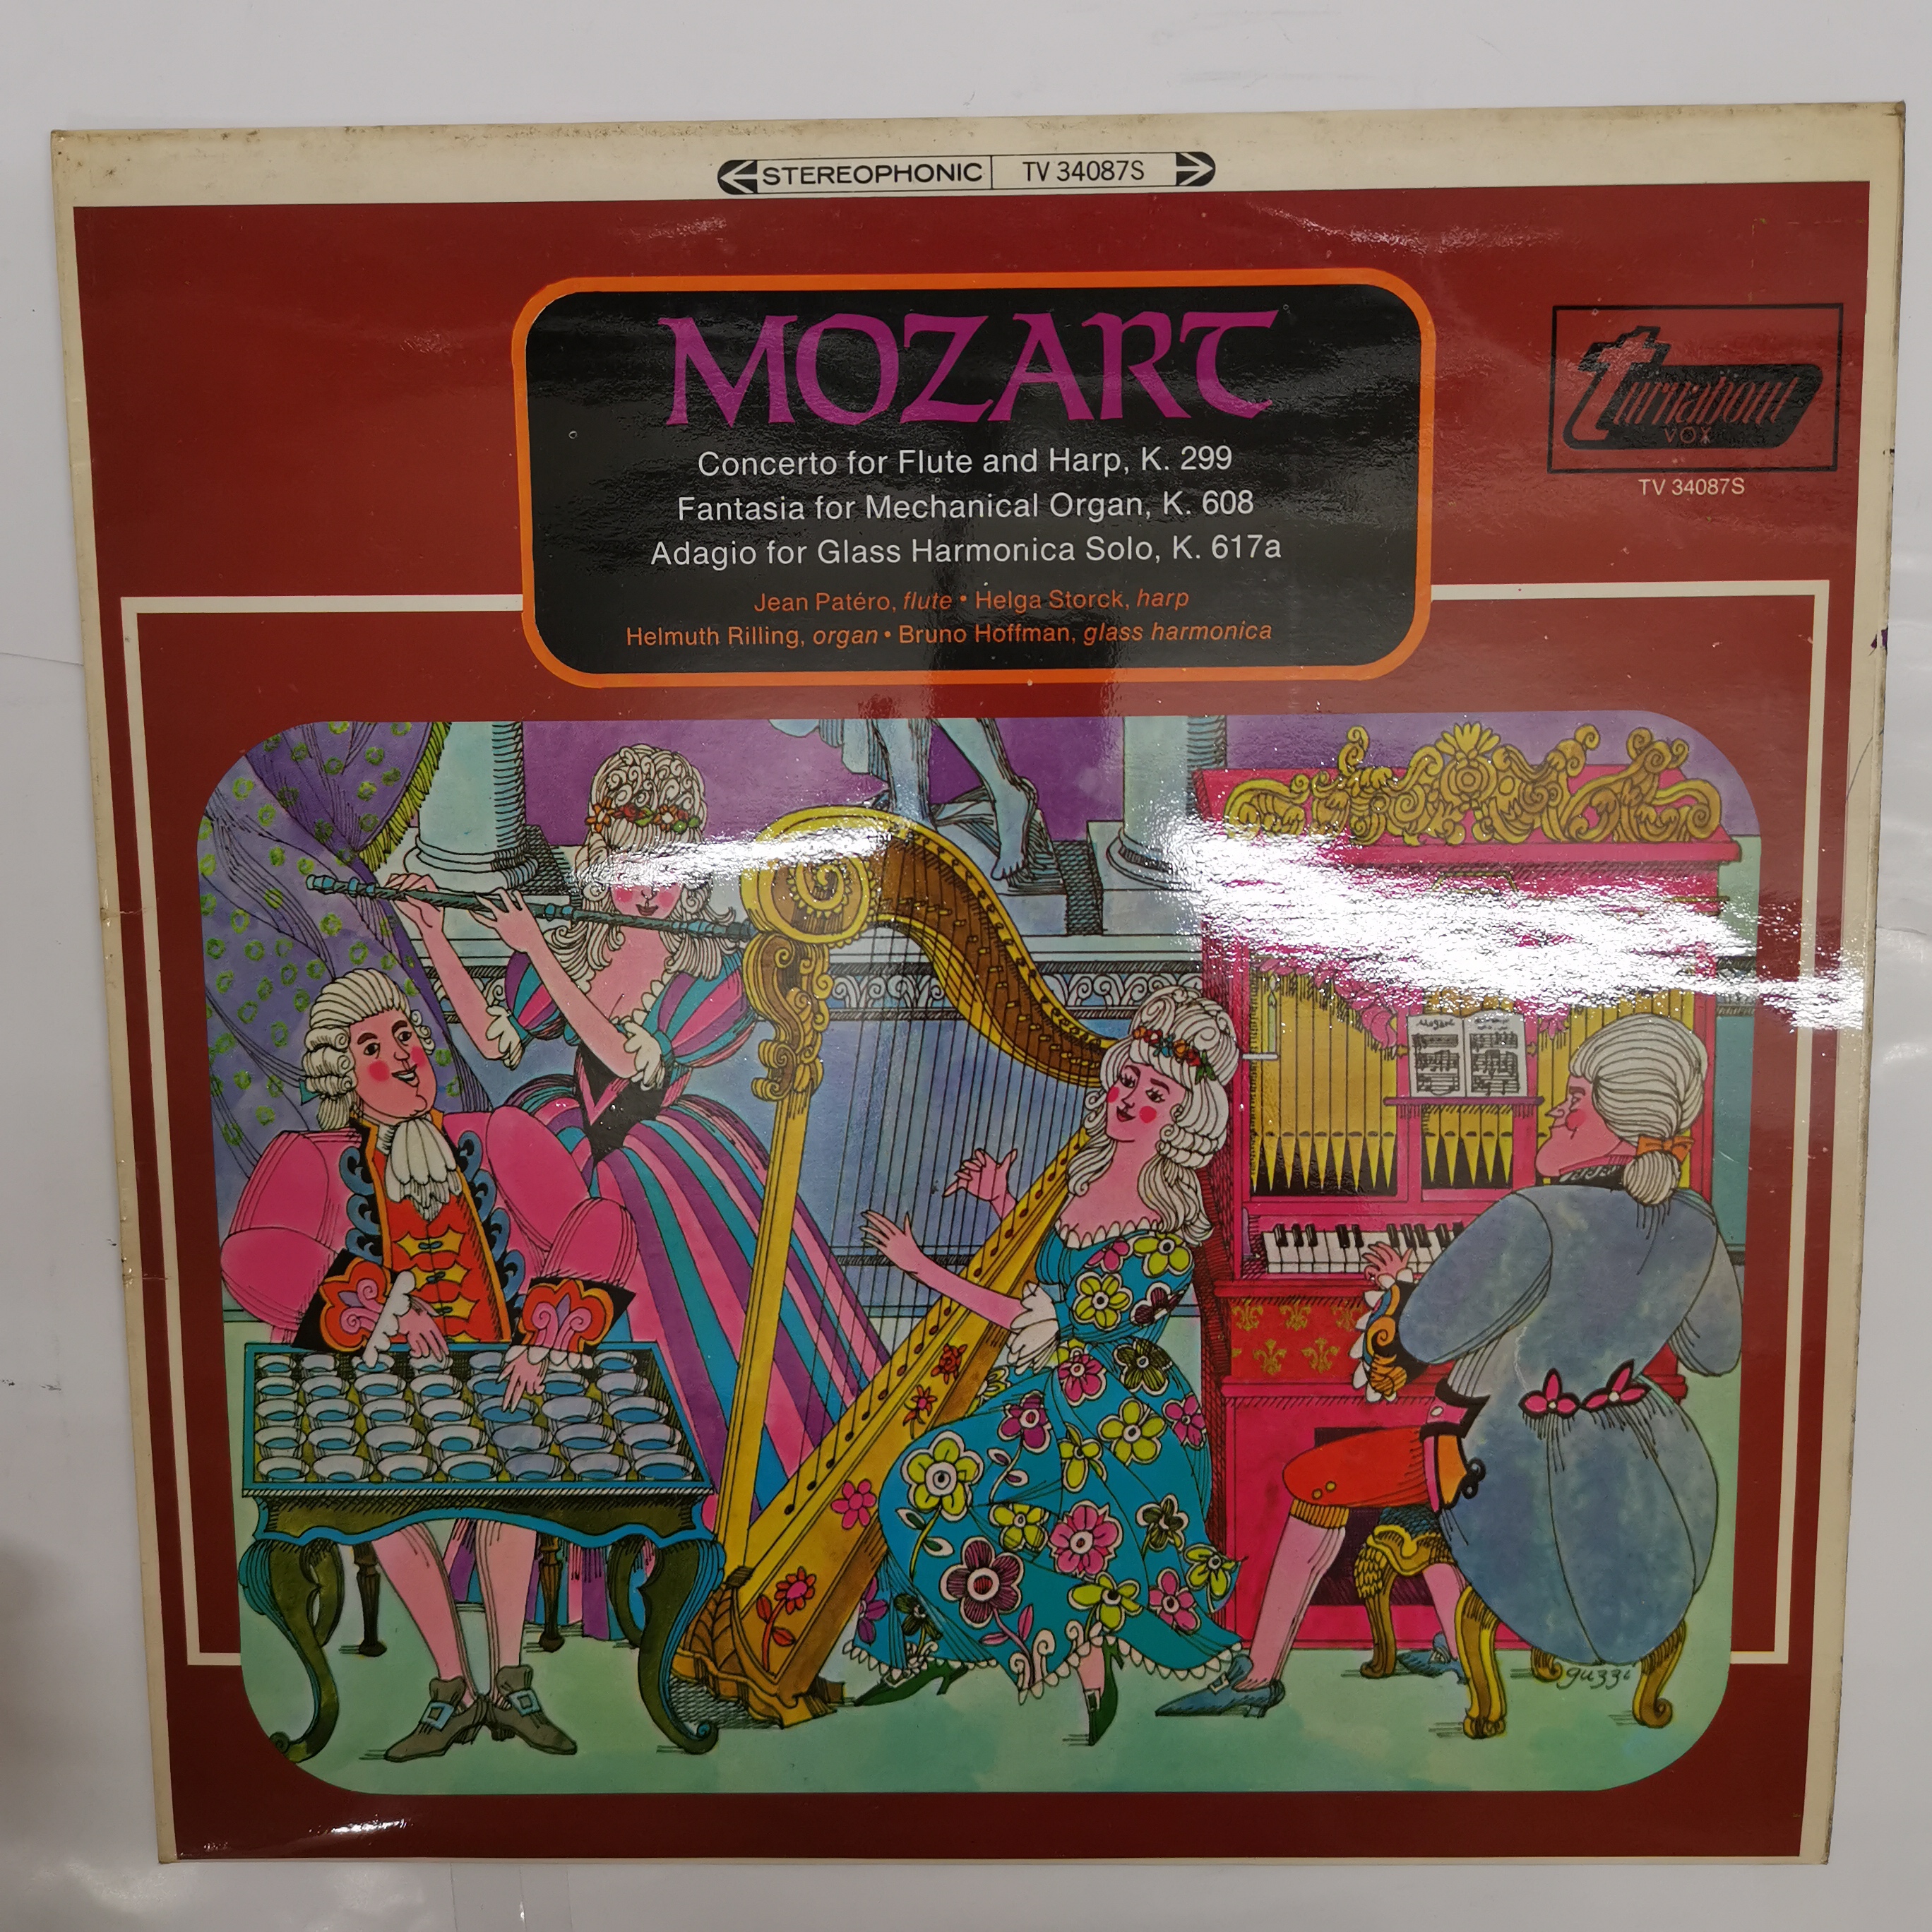 STEREOPHONIC TV 34087S
MOZART
Concerto for Flute and Harp, K. 299
Fantasia for Mechanical Organ, K. 608
Adagio for Glass Harmonica Solo, K. 617a
Jean Patéro, flute • Helga Storck, harp
Helmuth Rilling, organ • Bruno Hoffman, glass harmonica
turnabout
VOX
TV 34087S
guzzi